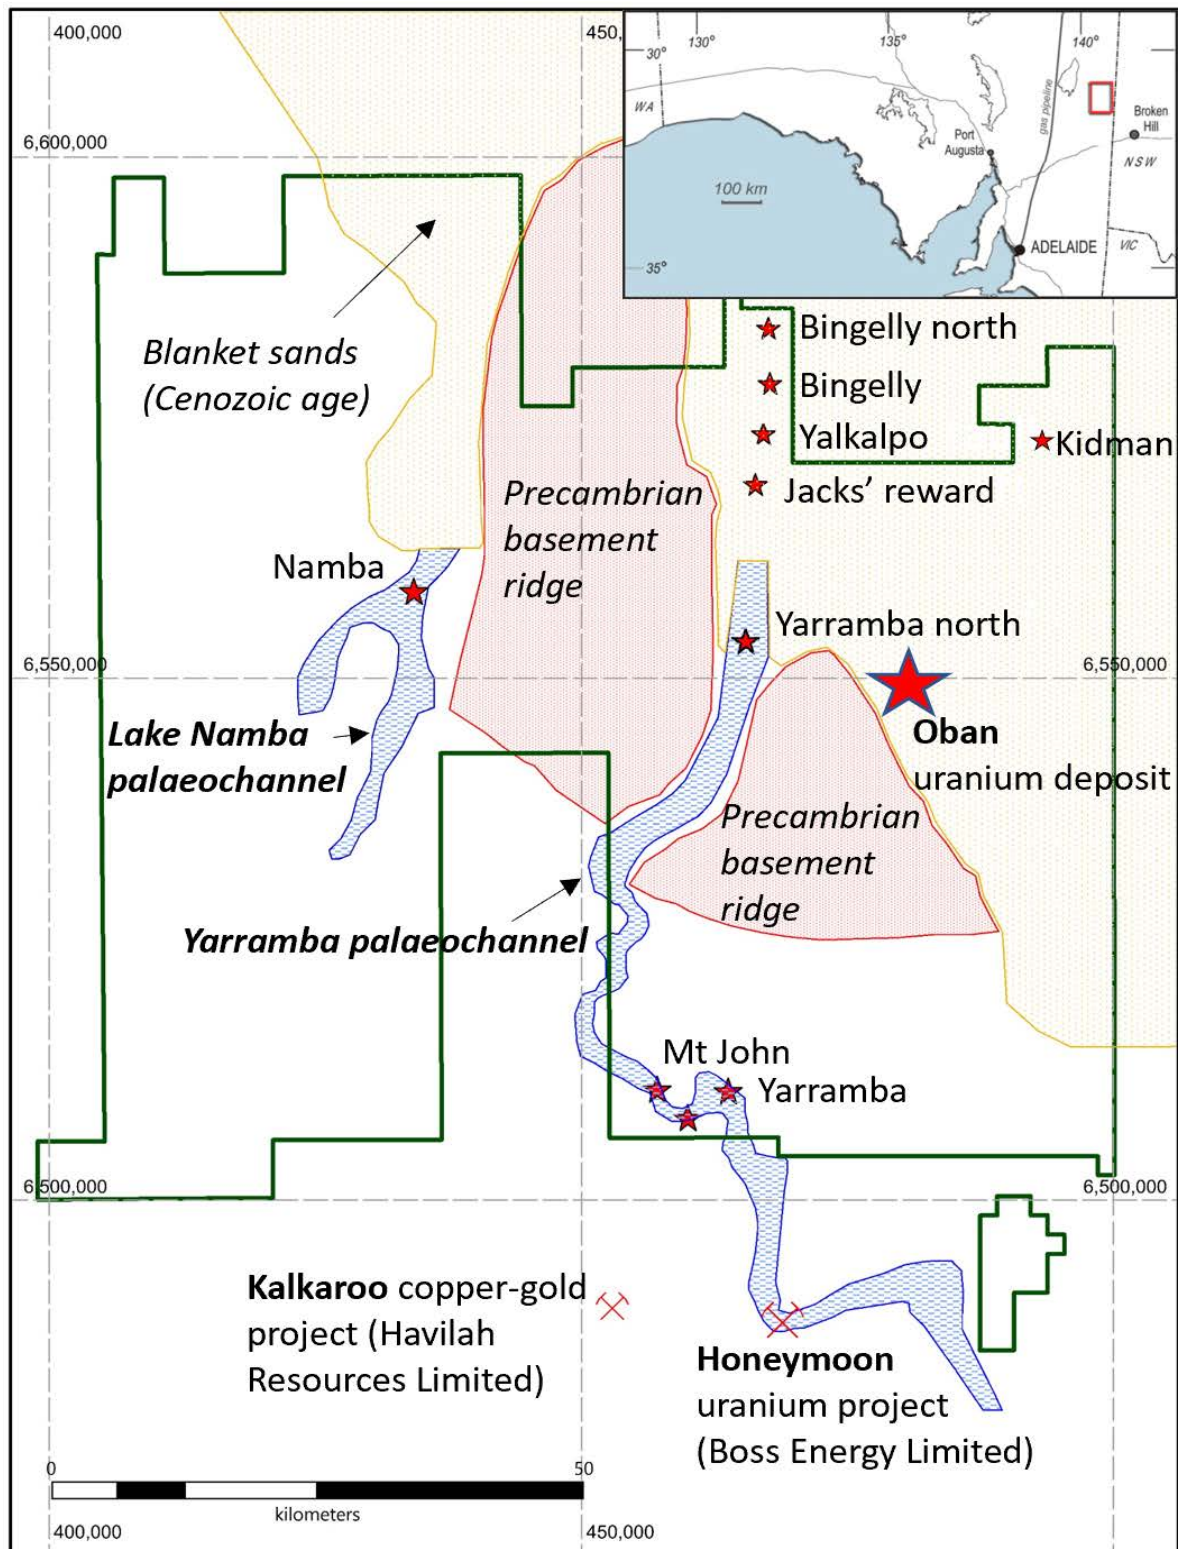 400,000
450,
30°
130°
135°
140°
WA
gas pipeline
Broken
Hill
Port
Augusta
NSW
100 km
ADELAIDE
VIC
35°
6,600,000
Blanket sands
(Cenozoic age)
Bingelly north
Bingelly
Yalkalpo
Kidman
Jacks' reward
Precambrian
basement
ridge
Namba
Yarramba north
6,550,000
6,550,000
Lake Namba
palaeochannel
Oban
uranium deposit
Precambrian
basement
ridge
Yarramba palaeochannel
Mt John
Yarramba
6,500,000
6,500,000
Kalkaroo copper-gold
project (Havilah
Resources Limited)
Honeymoon
uranium project
(Boss Energy Limited)
0
50
kilometers
400,000
450,000